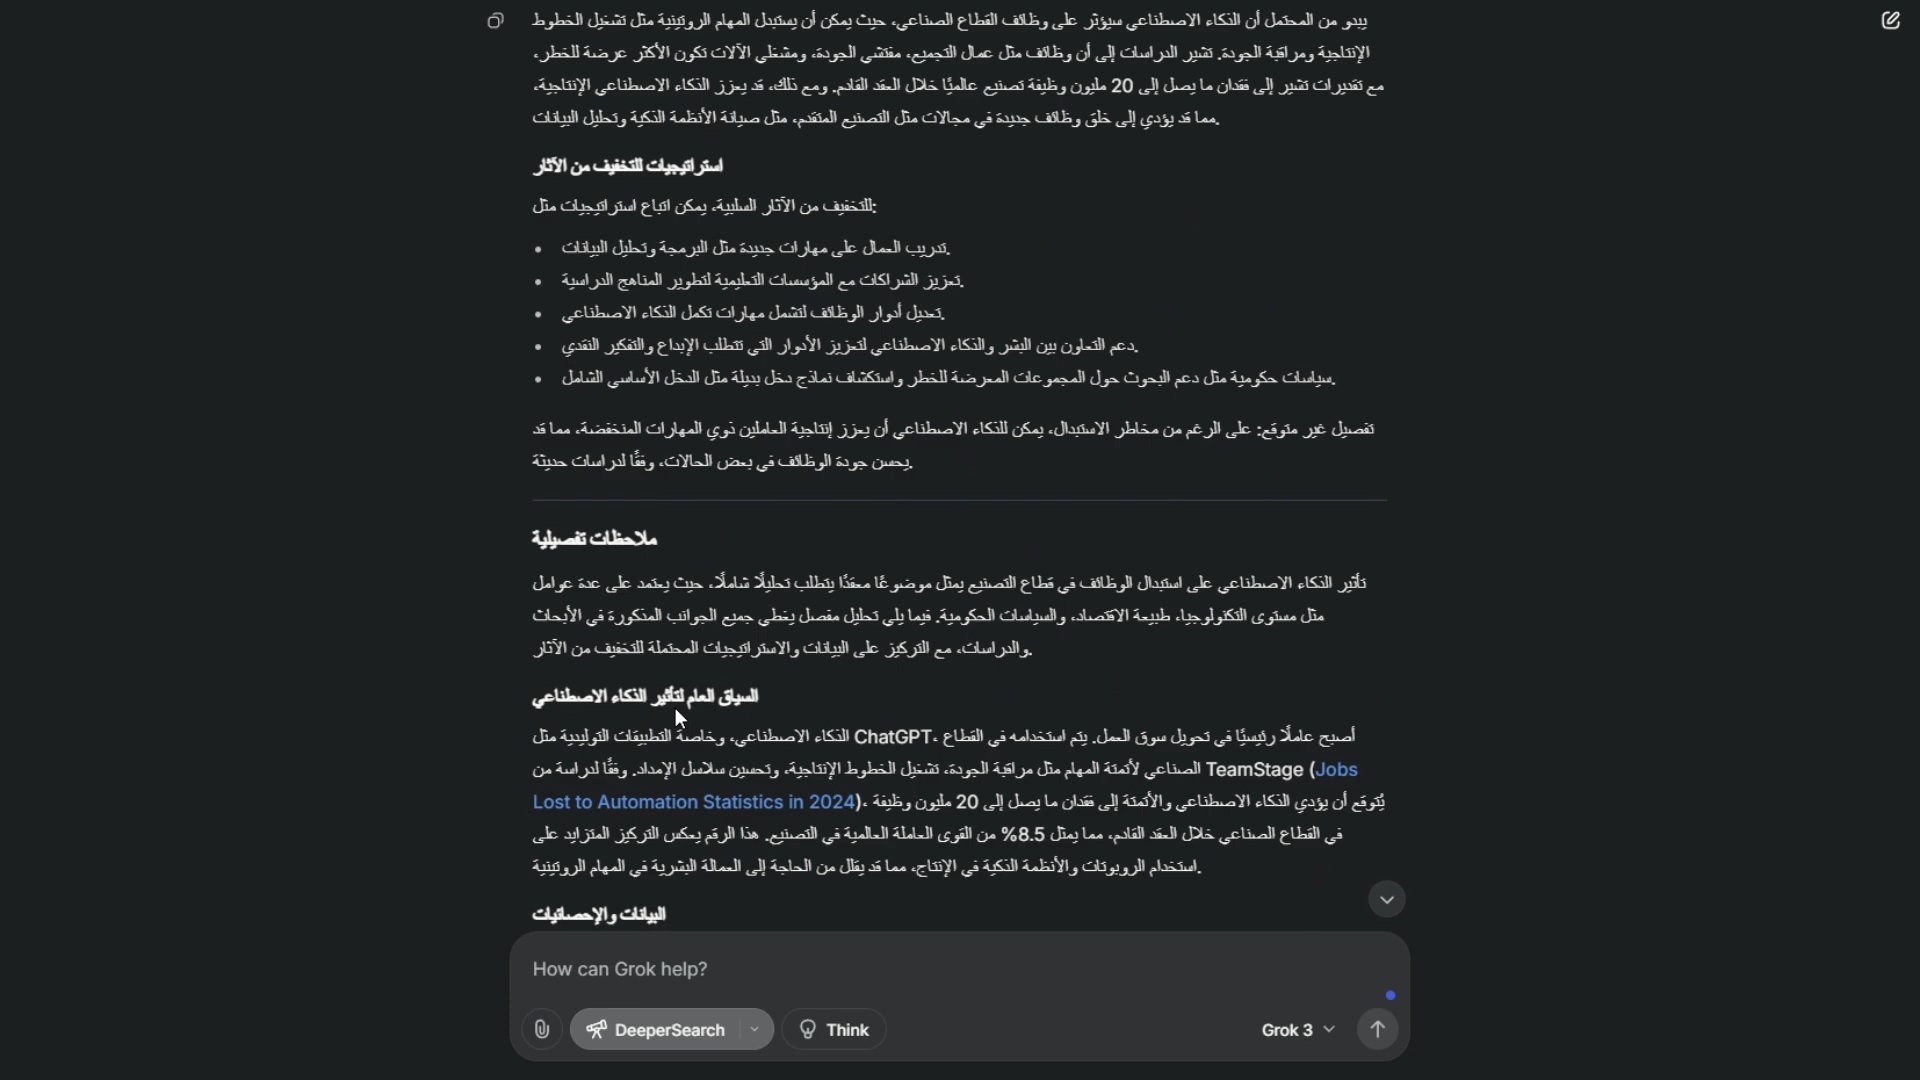 يبدو من المحتمل أن الذكاء الاصطناعي سيؤثر على وظائف القطاع الصناعي، حيث يمكن أن يستبدل المهام الروتينية مثل تشغيل الخطوط
الإنتاجية ومراقبة الجودة. تشير الدراسات إلى أن وظائف مثل عمال التجميع، مفتشي الجودة، ومشغلي الآلات تكون الأكثر عرضة للخطر،
مع تقديرات تشير إلى فقدان ما يصل إلى 20 مليون وظيفة تصنيع عالميًا خلال العقد القادم. ومع ذلك، قد يعزز الذكاء الاصطناعي الإنتاجية،
مما قد يؤدي إلى خلق وظائف جديدة في مجالات مثل التصنيع المتقدم، مثل صيانة الأنظمة الذكية وتحليل البيانات.
استراتيجيات للتخفيف من الآثار
للتخفيف من الآثار السلبية، يمكن اتباع استراتيجيات مثل:
تدريب العمال على مهارات جديدة مثل البرمجة وتحليل البيانات.
تعزيز الشراكات مع المؤسسات التعليمية لتطوير المناهج الدراسية.
تعديل أدوار الوظائف لتشمل مهارات تكمل الذكاء الاصطناعي.
دعم التعاون بين البشر والذكاء الاصطناعي لتعزيز الأدوار التي تتطلب الإبداع والتفكير النقدي.
سياسات حكومية مثل دعم البحوث حول المجموعات المعرضة للخطر واستكشاف نماذج دخل بديلة مثل الدخل الأساسي الشامل.
تفصيل غير متوقع: على الرغم من مخاطر الاستبدال، يمكن للذكاء الاصطناعي أن يعزز إنتاجية العاملين ذوي المهارات المنخفضة، مما قد
يحسن جودة الوظائف في بعض الحالات، وفقًا لدراسات حديثة.
ملاحظات تفصيلية
تأثير الذكاء الاصطناعي على استبدال الوظائف في قطاع التصنيع يمثل موضوعًا معقدًا يتطلب تحليلًا شاملًا، حيث يعتمد على عدة عوامل
مثل مستوى التكنولوجيا، طبيعة الاقتصاد، والسياسات الحكومية. فيما يلي تحليل مفصل يغطي جميع الجوانب المذكورة في الأبحاث
والدراسات، مع التركيز على البيانات والاستراتيجيات المحتملة للتخفيف من الآثار.
السياق العام لتأثير الذكاء الاصطناعي
الذكاء الاصطناعي، وخاصة التطبيقات التوليدية مثل ChatGPT، أصبح عاملًا رئيسيًا في تحويل سوق العمل. يتم استخدامه في القطاع
الصناعي لأتمتة المهام مثل مراقبة الجودة، تشغيل الخطوط الإنتاجية، وتحسين سلاسل الإمداد. وفقًا لدراسة من TeamStage (Jobs
Lost to Automation Statistics in 2024)، يُتوقع أن يؤدي الذكاء الاصطناعي والأتمتة إلى فقدان ما يصل إلى 20 مليون وظيفة
في القطاع الصناعي خلال العقد القادم، مما يمثل 8.5% من القوى العاملة العالمية في التصنيع. هذا الرقم يعكس التركيز المتزايد على
استخدام الروبوتات والأنظمة الذكية في الإنتاج، مما قد يقلل من الحاجة إلى العمالة البشرية في المهام الروتينية.
البيانات والإحصائيات
How can Grok help?
DeeperSearch
Think
Grok 3